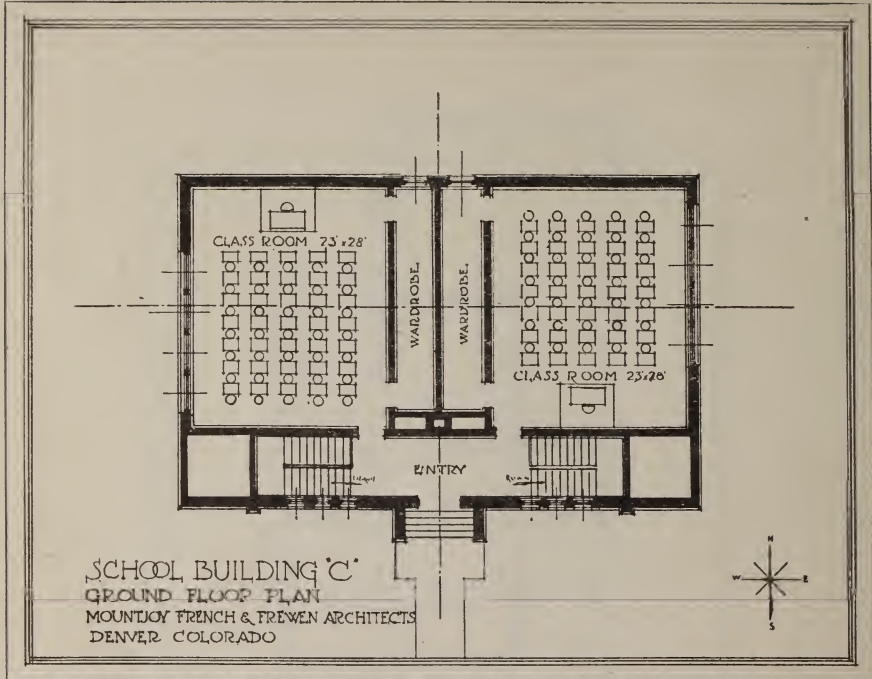 CLASS ROOM 23'x28'
WARDROBE.
WARDROBE.
CLASS ROOM 23'x28'
ENTRY
DOWN
SCHOOL BUILDING "C"
GROUND FLOOR PLAN
MOUNTJOY FRENCH & FREWEN ARCHITECTS
DENVER COLORADO
N
W E
S